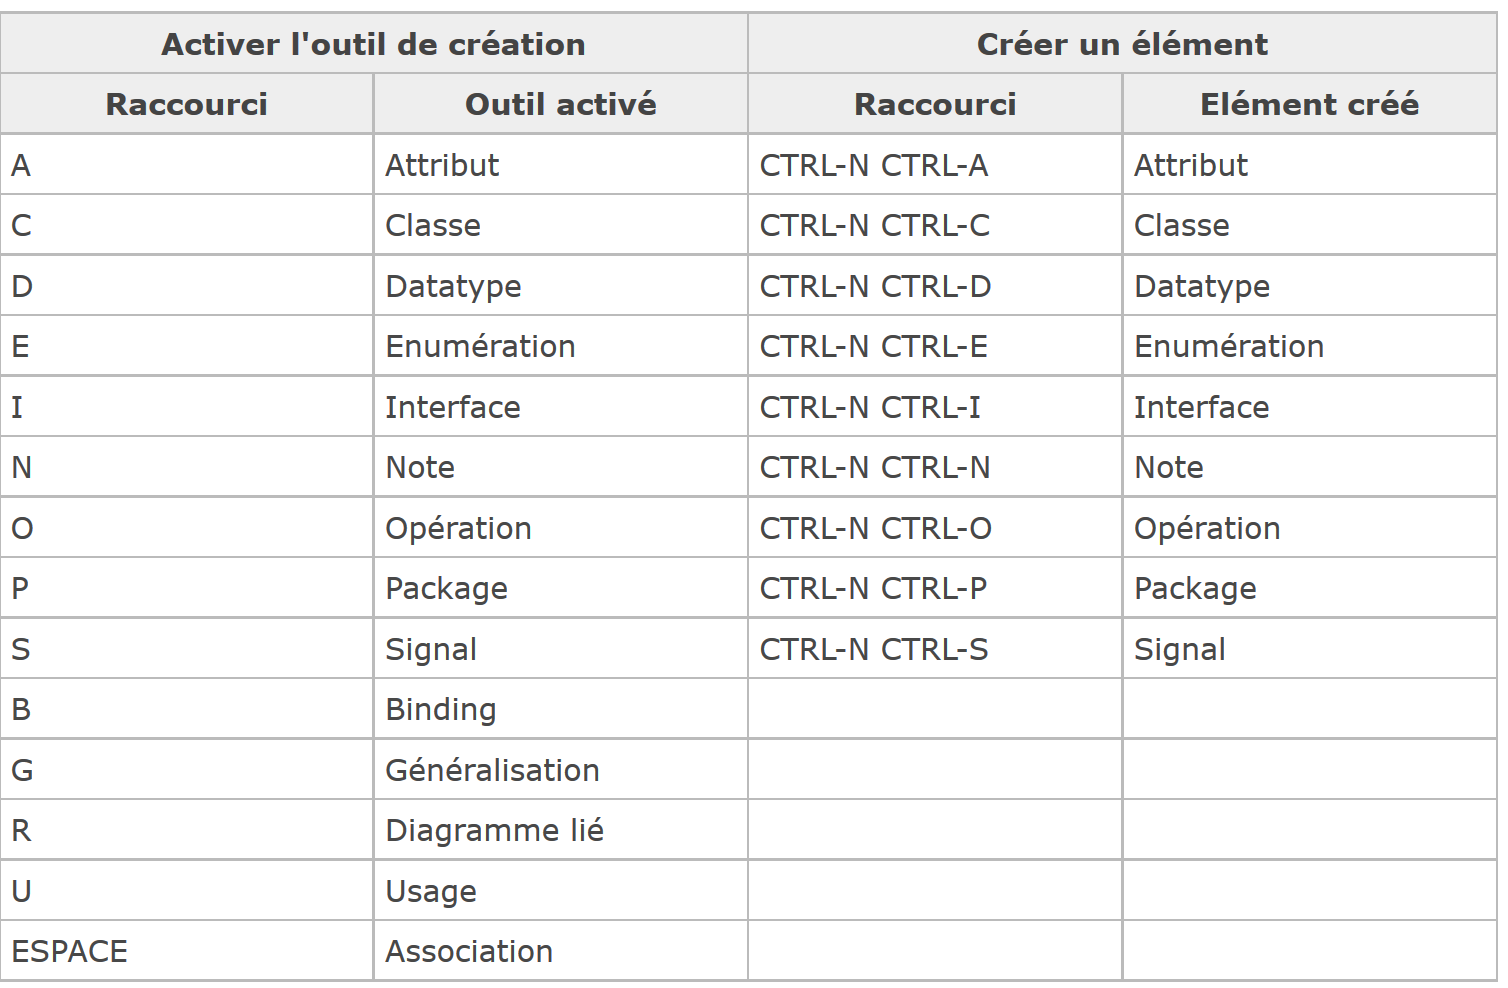 Activer l'outil de création Créer un élément
Raccourci Outil activé Raccourci Elément créé
A Attribut CTRL-N CTRL-A Attribut
C Classe CTRL-N CTRL-C Classe
D Datatype CTRL-N CTRL-D Datatype
E Enumération CTRL-N CTRL-E Enumération
I Interface CTRL-N CTRL-I Interface
N Note CTRL-N CTRL-N Note
O Opération CTRL-N CTRL-O Opération
P Package CTRL-N CTRL-P Package
S Signal CTRL-N CTRL-S Signal
B Binding
G Généralisation
R Diagramme lié
U Usage
ESPACE Association